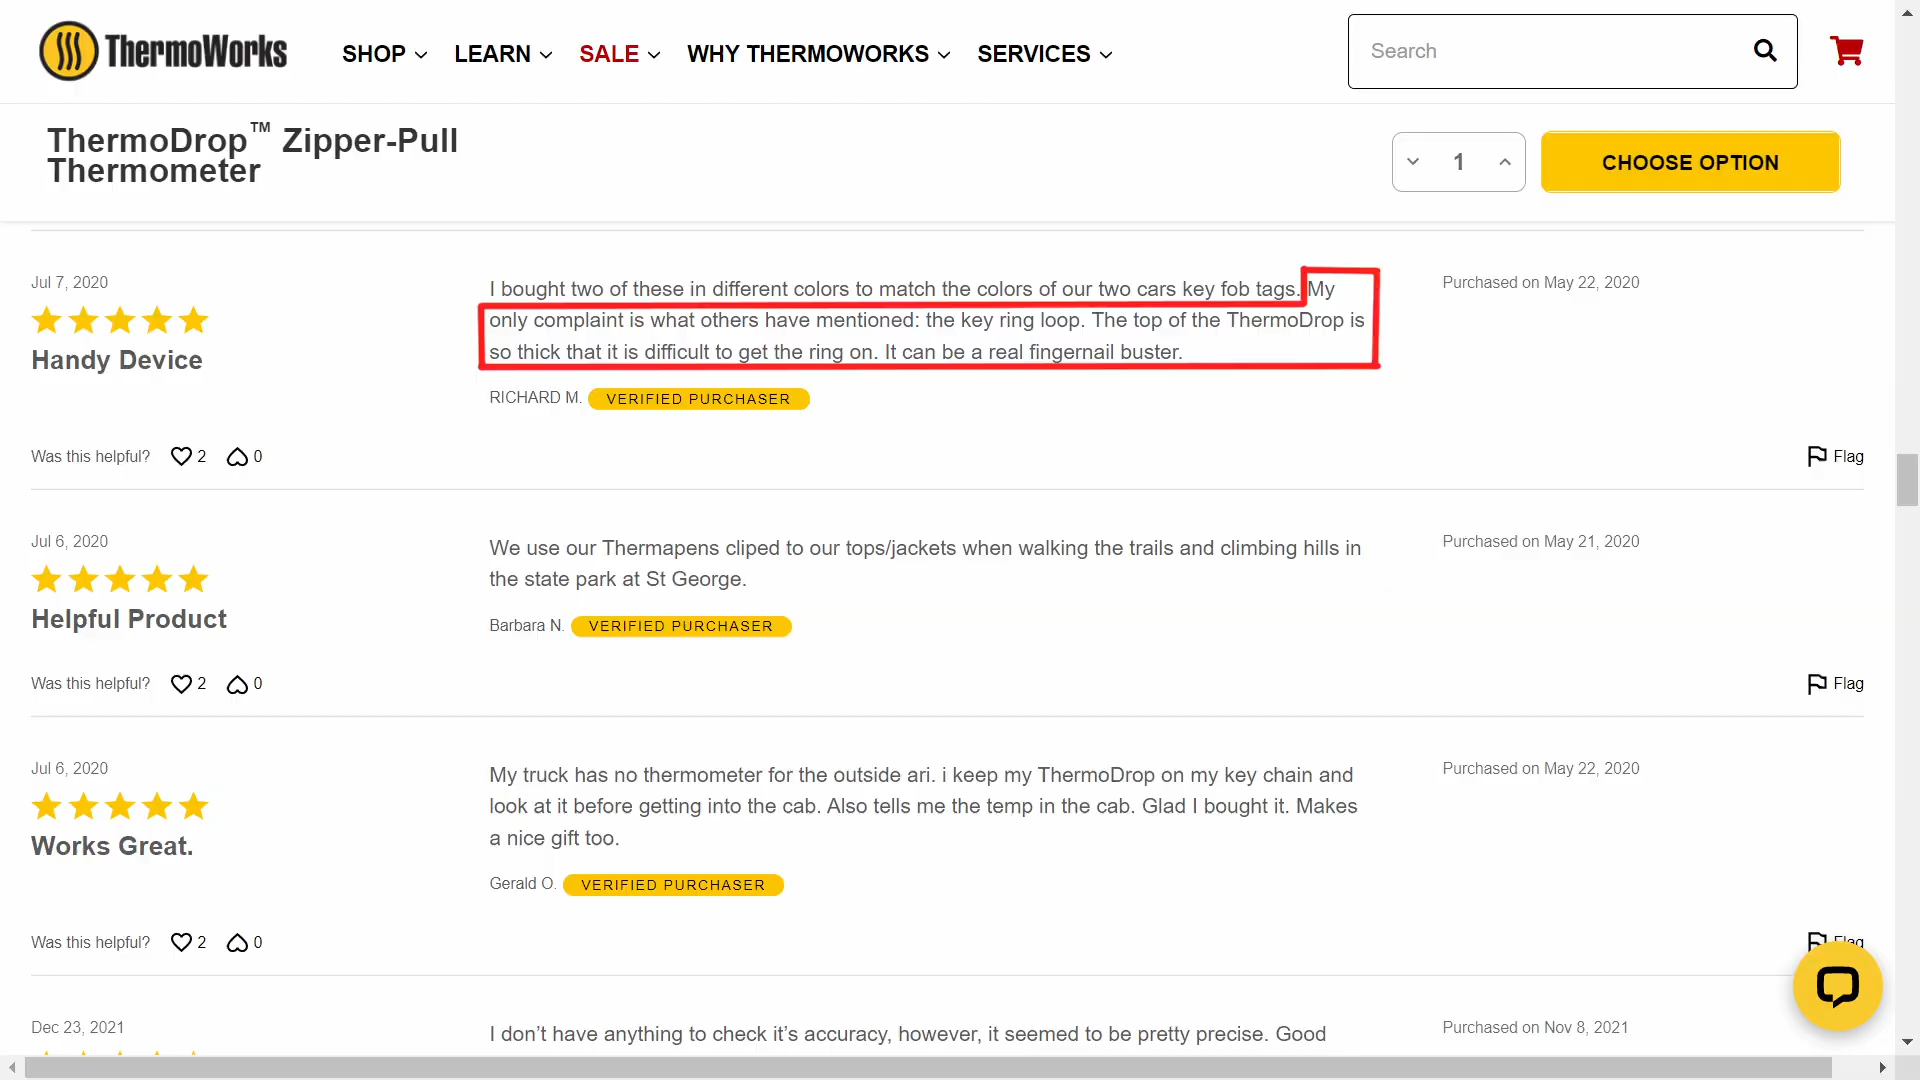 ThermoWorks
SHOP
LEARN
SALE
WHY THERMOWORKS
SERVICES
Search
ThermoDrop™ Zipper-Pull
Thermometer
1
CHOOSE OPTION
Jul 7, 2020
Handy Device
I bought two of these in different colors to match the colors of our two cars key fob tags. My
only complaint is what others have mentioned: the key ring loop. The top of the ThermoDrop is
so thick that it is difficult to get the ring on. It can be a real fingernail buster.
RICHARD M. VERIFIED PURCHASER
Purchased on May 22, 2020
Was this helpful? 2 0
Flag
Jul 6, 2020
Helpful Product
We use our Thermapens cliped to our tops/jackets when walking the trails and climbing hills in
the state park at St George.
Barbara N. VERIFIED PURCHASER
Purchased on May 21, 2020
Was this helpful? 2 0
Flag
Jul 6, 2020
Works Great.
My truck has no thermometer for the outside ari. i keep my ThermoDrop on my key chain and
look at it before getting into the cab. Also tells me the temp in the cab. Glad I bought it. Makes
a nice gift too.
Gerald O. VERIFIED PURCHASER
Purchased on May 22, 2020
Was this helpful? 2 0
Flag
Dec 23, 2021
I don’t have anything to check it’s accuracy, however, it seemed to be pretty precise. Good
Purchased on Nov 8, 2021